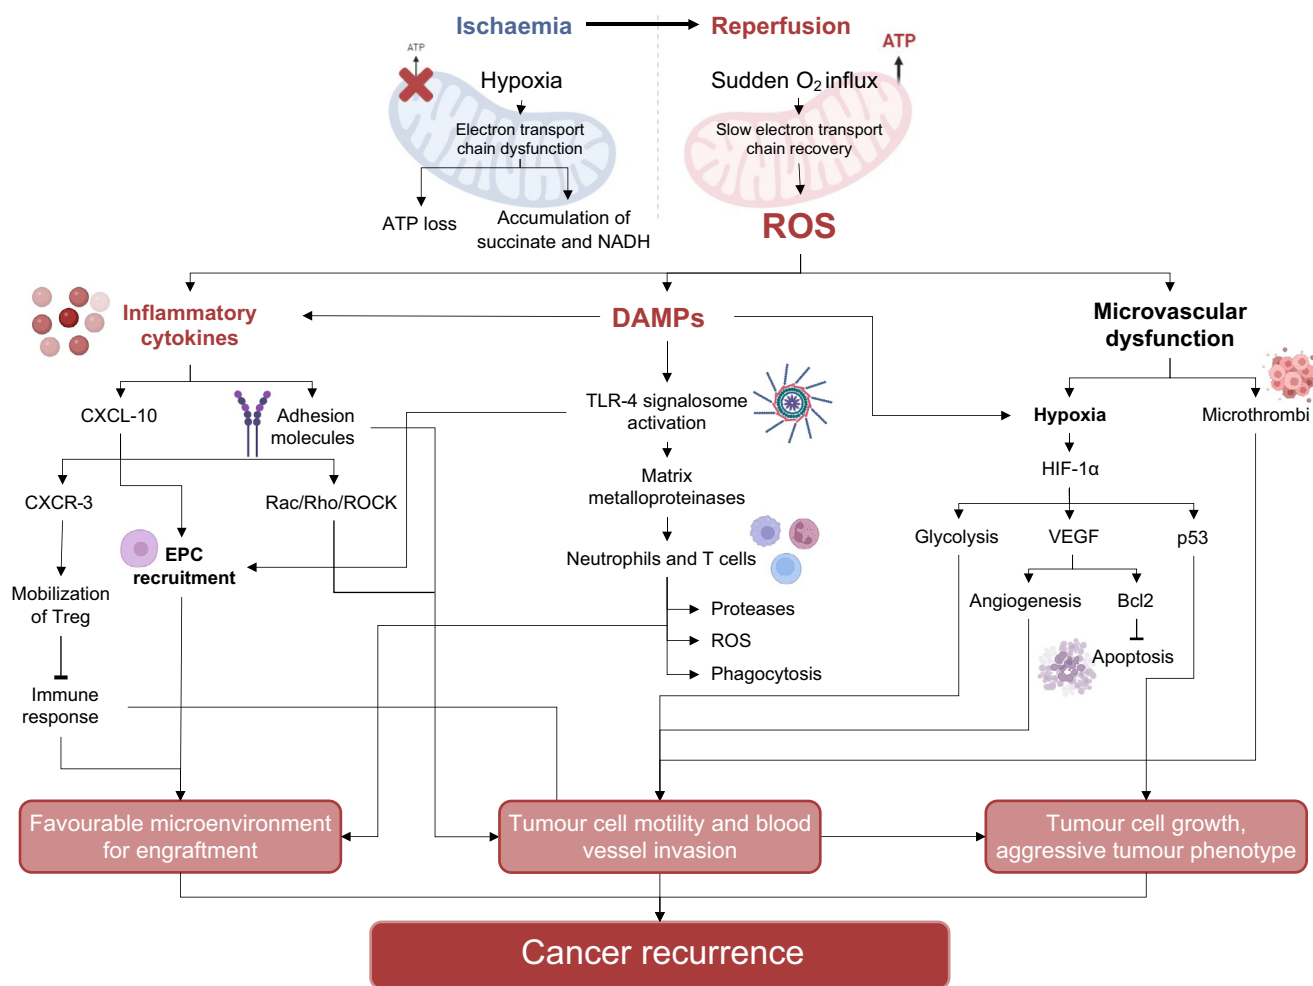 Ischaemia
Reperfusion
ATP
ATP
Hypoxia
Sudden O₂ influx
Electron transport
chain dysfunction
Slow electron transport
chain recovery
ATP loss
Accumulation of
succinate and NADH
ROS
Inflammatory
cytokines
DAMPs
Microvascular
dysfunction
CXCL-10
Adhesion
molecules
TLR-4 signalosome
activation
Hypoxia
Microthrombi
CXCR-3
Rac/Rho/ROCK
Matrix
metalloproteinases
HIF-1α
Glycolysis
VEGF
p53
EPC
recruitment
Neutrophils and T cells
Mobilization
of Treg
Proteases
ROS
Phagocytosis
Angiogenesis
Bcl2
Apoptosis
Immune
response
Favourable microenvironment
for engraftment
Tumour cell motility and blood
vessel invasion
Tumour cell growth,
aggressive tumour phenotype
Cancer recurrence